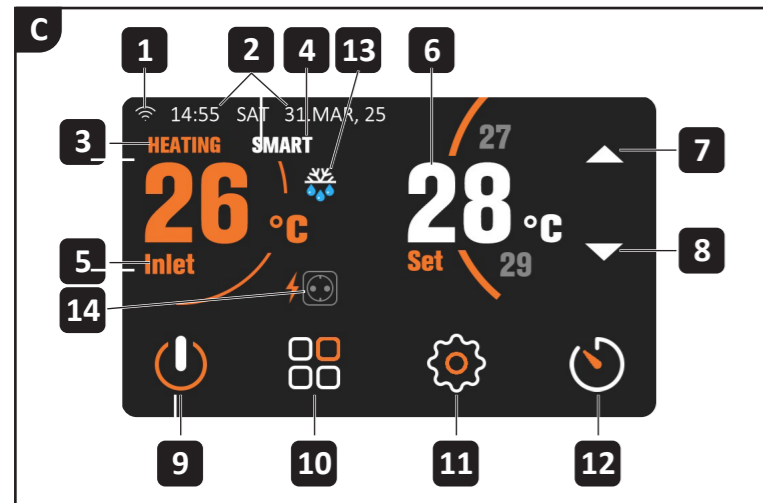 C
1 2 4 13 6
14:55 SAT 31.MAR, 25
3 HEATING SMART 27 7
26 °C 28 °C
5 Inlet Set 29 8
14
9 10 11 12